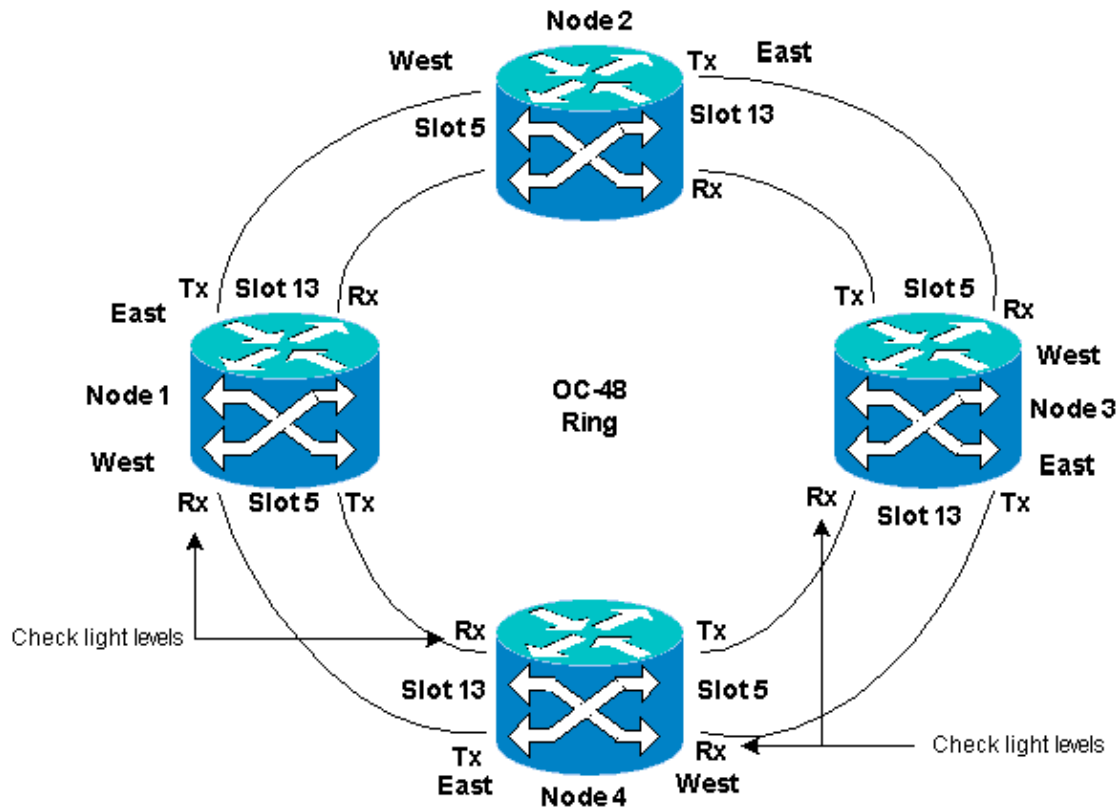 Node 2
West
Tx
East
Slot 5
Slot 13
Rx
Tx
Slot 13
Rx
East
Tx
Slot 5
Rx
West
Node 1
OC-48
Ring
Node 3
West
East
Rx
Slot 5
Tx
Rx
Slot 13
Tx
Check light levels
Rx
Tx
Slot 13
Slot 5
Tx
East
Rx
West
Check light levels
Node 4